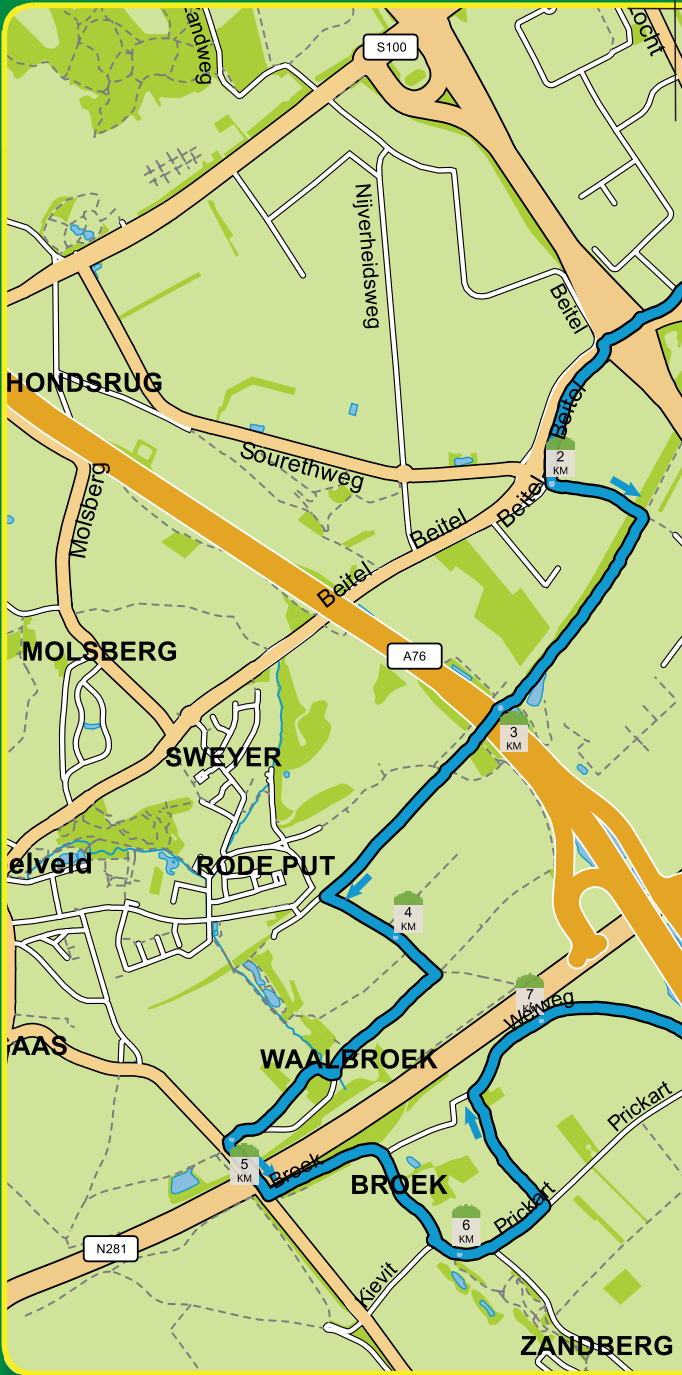 Landweg
S100
Locht
Nijverheidsweg
Beitel
HONDSRUG
Beitel
2
KM
Sourethweg
Molsberg
Beitel
Beitel
Beitel
MOLSBERG
A76
3
KM
SWEYER
elveld
RODE PUT
4
KM
7
KM
Welweg
AAS
WAALBROEK
Prickart
5
KM
Broek
BROEK
Prickart
6
KM
N281
Kievit
ZANDBERG